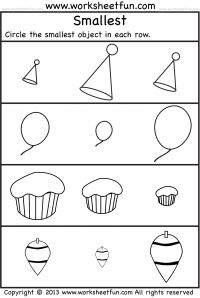 www.worksheetfun.com
Smallest
Circle the smallest object in each row.
Copyright © 2013 www.worksheetfun.com All Rights Reserved